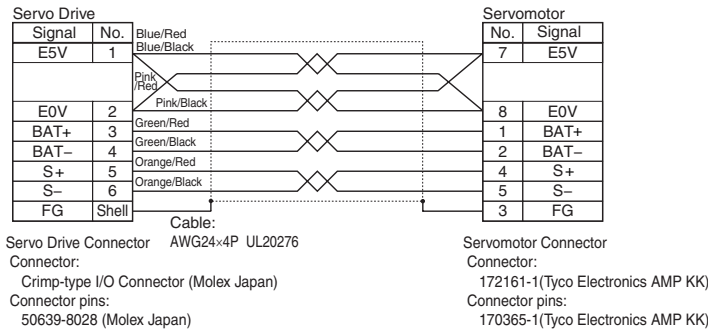 Servo Drive Servomotor
Signal No. Blue/Red No. Signal
E5V 1 Blue/Black 7 E5V
Pink
/Red
Pink/Black
E0V 2 8 E0V
Green/Red
BAT+ 3 1 BAT+
Green/Black
BAT− 4 2 BAT−
Orange/Red
S+ 5 4 S+
Orange/Black
S− 6 5 S−
FG Shell 3 FG
Cable:
AWG24×4P UL20276
Servo Drive Connector Servomotor Connector
Connector: Connector:
Crimp-type I/O Connector (Molex Japan) 172161-1(Tyco Electronics AMP KK)
Connector pins: Connector pins:
50639-8028 (Molex Japan) 170365-1(Tyco Electronics AMP KK)